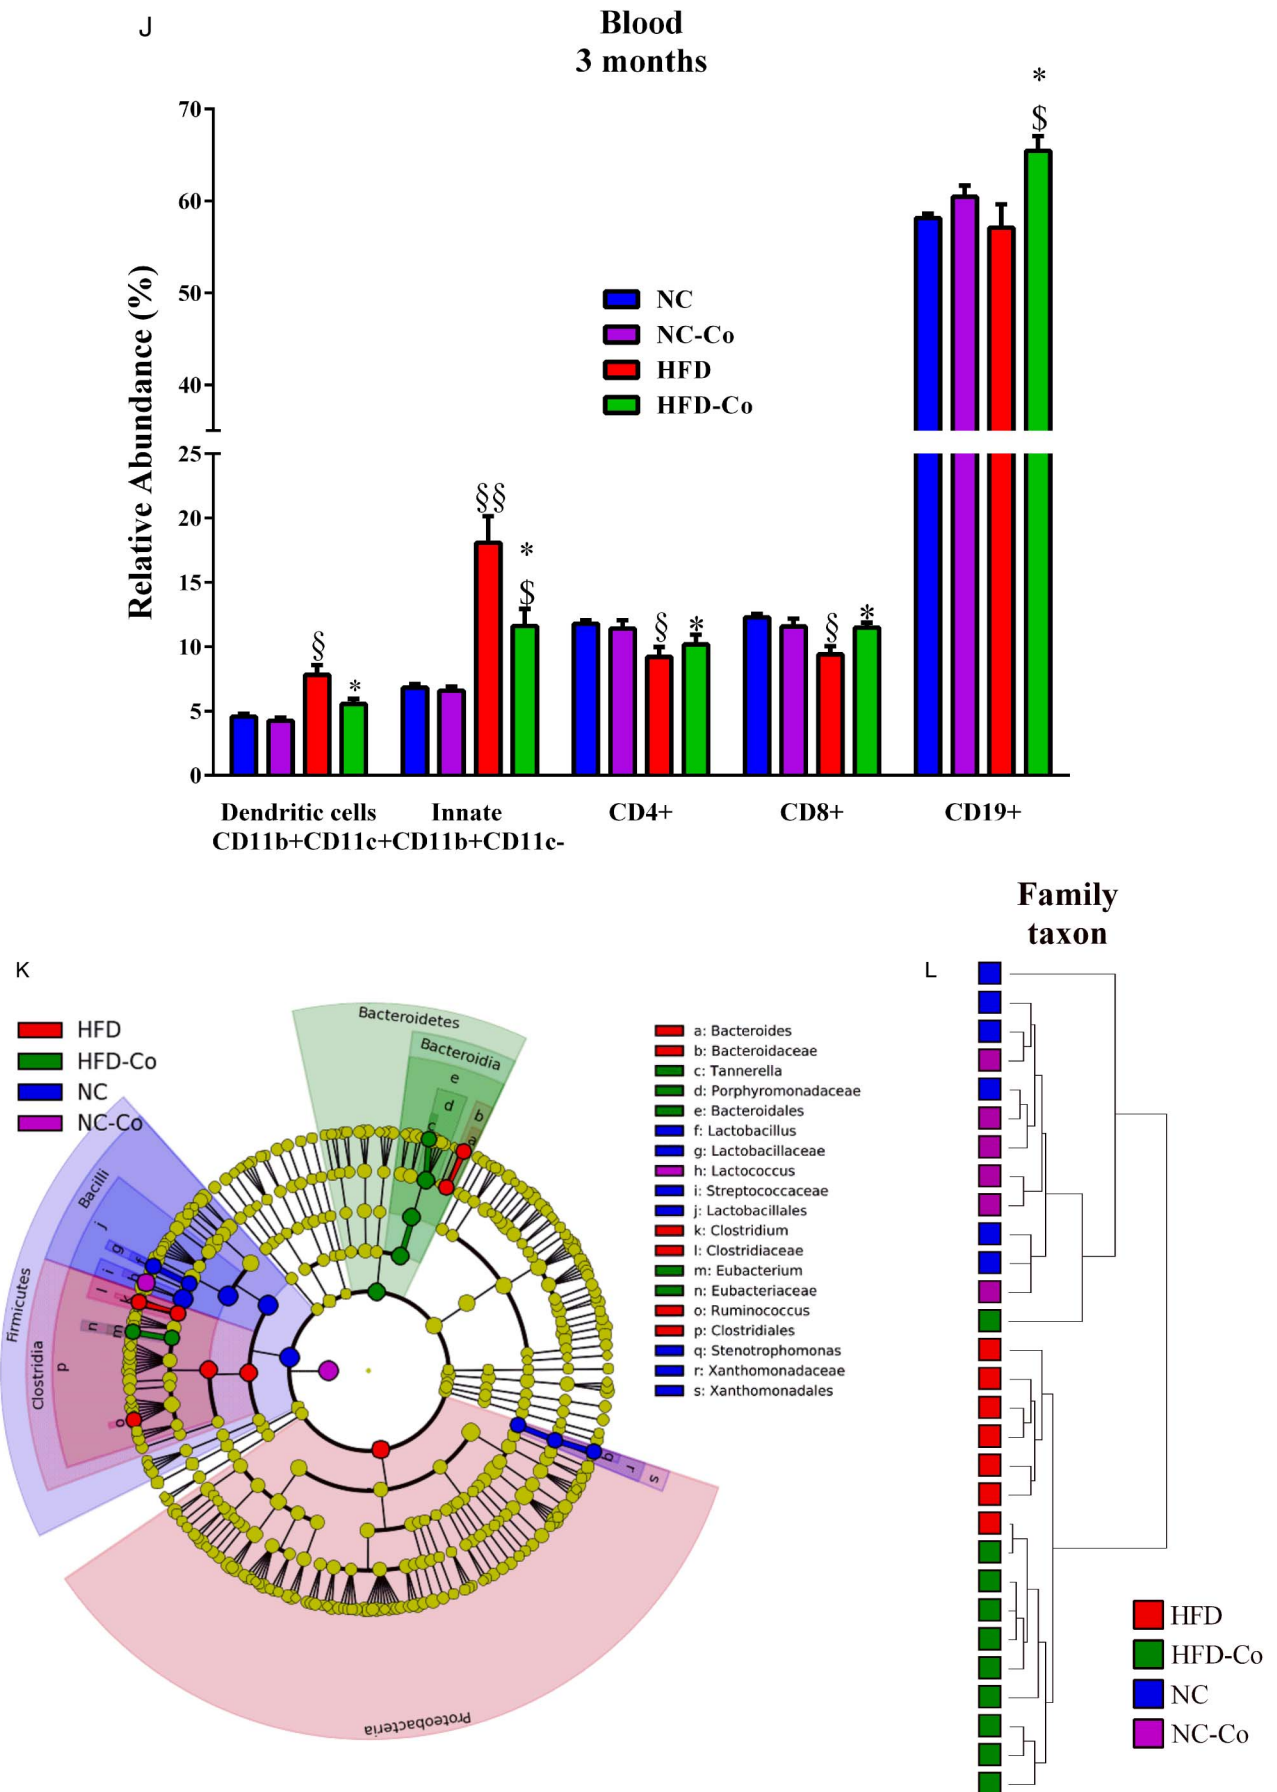 J
Blood
3 months
*
$
70
60
50
40
25
20
15
10
5
0
Relative Abundance (%)
NC
NC-Co
HFD
HFD-Co
§§
*
$
§
*
§
*
§
*
Dendritic cells
CD11b+CD11c+
Innate
CD11b+CD11c-
CD4+
CD8+
CD19+
K
HFD
HFD-Co
NC
NC-Co
Bacteroidetes
Bacteroidia
e
d
c
b
a
Firmicutes
Bacilli
j
g
f
i
h
l
k
n
m
Clostridia
p
o
q
r
s
Proteobacteria
a: Bacteroides
b: Bacteroidaceae
c: Tannerella
d: Porphyromonadaceae
e: Bacteroidales
f: Lactobacillus
g: Lactobacillaceae
h: Lactococcus
i: Streptococcaceae
j: Lactobacillales
k: Clostridium
l: Clostridiaceae
m: Eubacterium
n: Eubacteriaceae
o: Ruminococcus
p: Clostridiales
q: Stenotrophomonas
r: Xanthomonadaceae
s: Xanthomonadales
L
Family
taxon
HFD
HFD-Co
NC
NC-Co